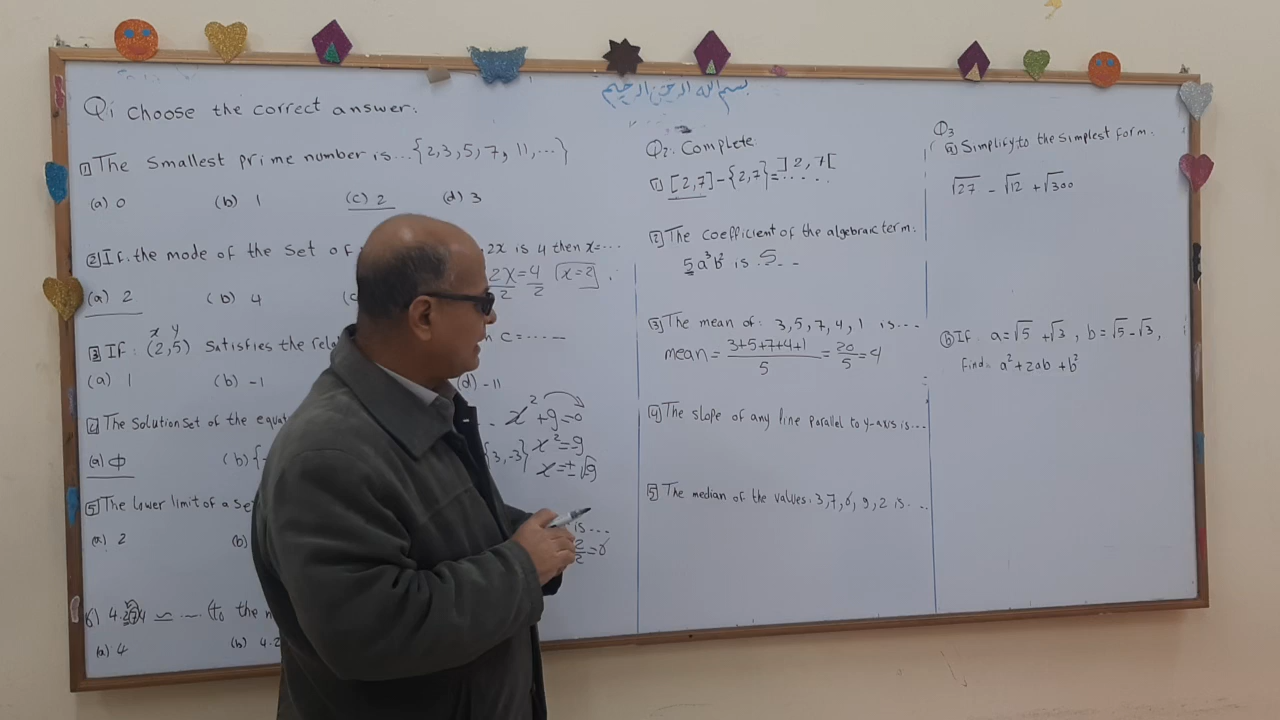 بسم الله الرحمن الرحيم
Q1 Choose the correct answer:
1 The smallest prime number is...{2,3,5,7,11,...}
(a) 0 (b) 1 (c) 2 (d) 3
2 If the mode of the set of 2x is 4 then x=...
2x/2=4/2 x=2
(a) 2 (b) 4 (c
x y
3 If: (2,5) satisfies the rela c=......
(a) 1 (b) -1 (d) -11
4 The solution set of the equat x²+9=0
(a) Φ (b) {- {3,-3} x²=-9
x=±√-9
5 The lower limit of a se is...
(a) 2 (b)
6) (to the n
(a) 4 (b) 4.2
Q2: Complete
1) [2,7]-{2,7}=]2,7[
2 The coefficient of the algebraic term:
5a³b² is .5...
3 The mean of: 3,5,7,4,1 is...
mean=3+5+7+4+1/5=20/5=4
4 The slope of any line parallel to y-axis is...
5 The median of the values: 3,7,6,9,2 is...
Q3
(a) Simplify to the simplest form:
√27 - √12 + √300
(b) If a=√5+√3, b=√5-√3,
find: a²+2ab+b²